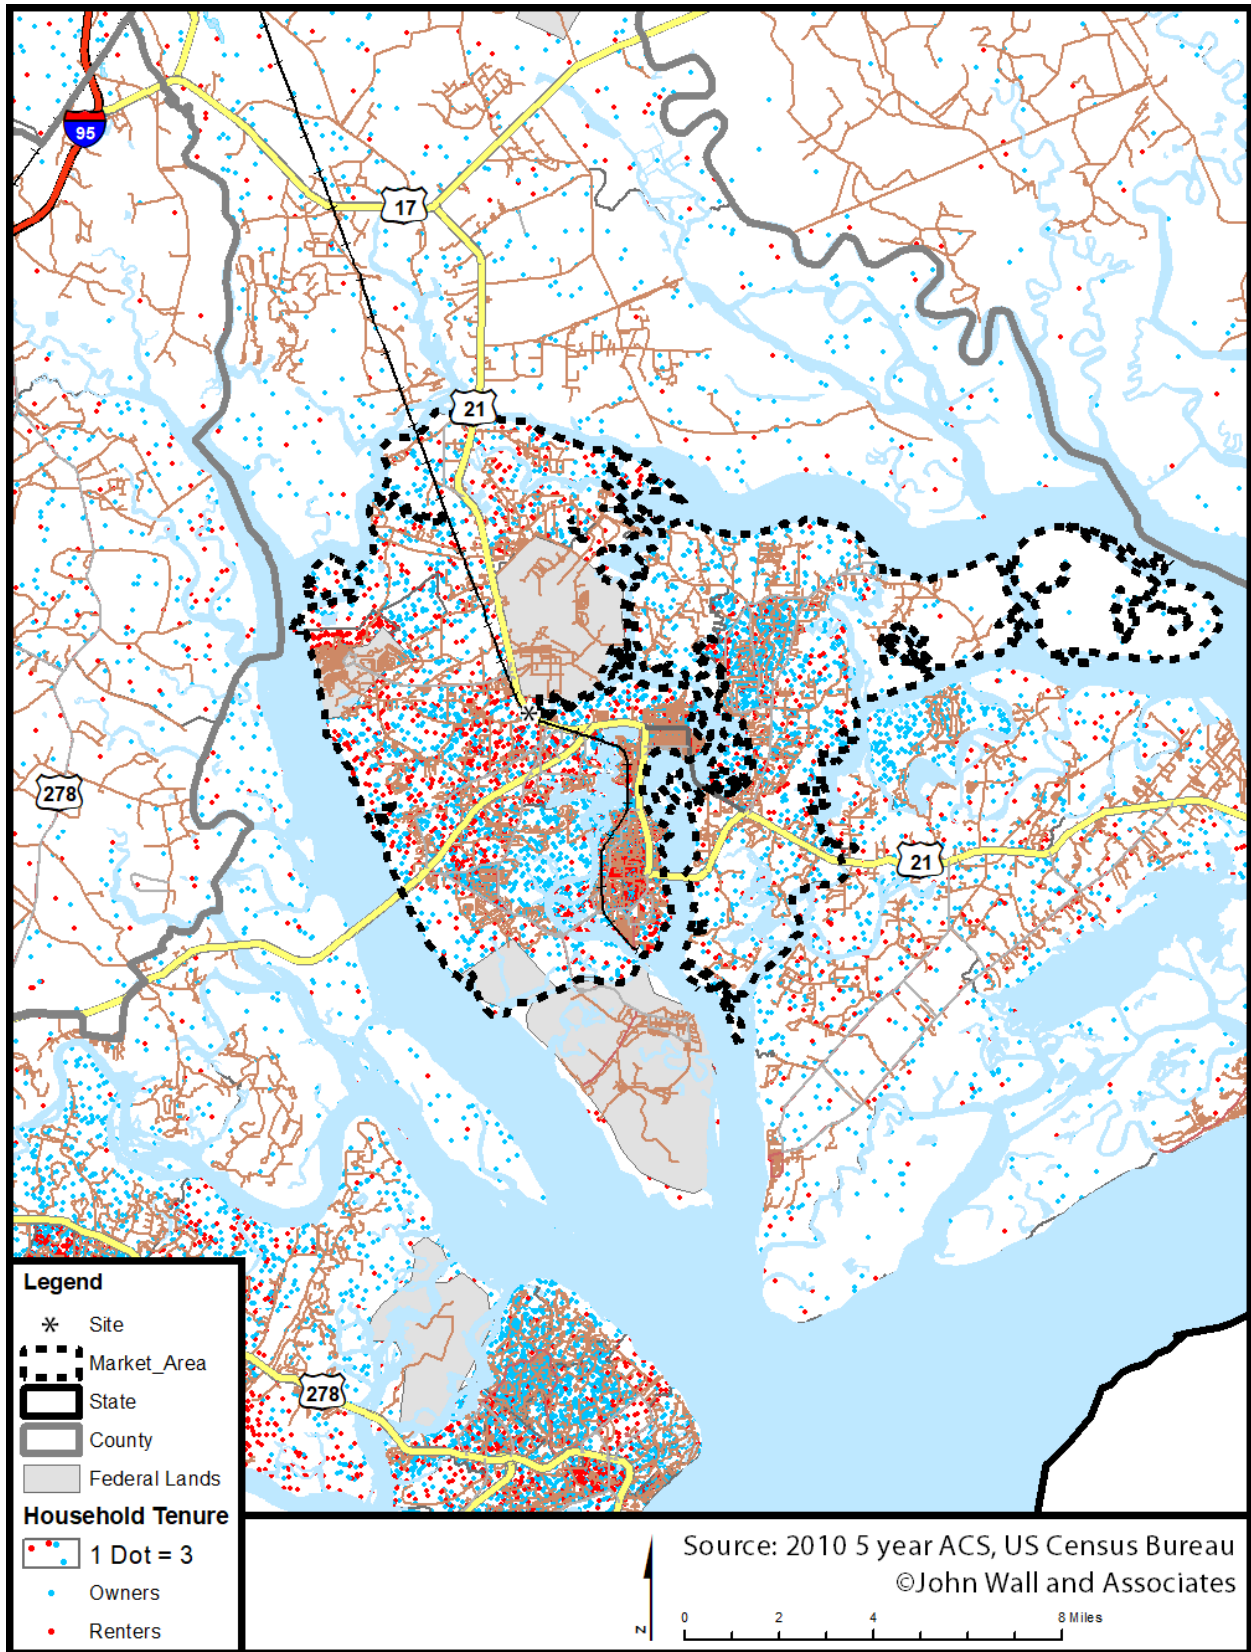 95
17
21
278
21
278
Legend
Site
Market_Area
State
County
Federal Lands
Household Tenure
1 Dot = 3
Owners
Renters
N
Source: 2010 5 year ACS, US Census Bureau
©John Wall and Associates
0 2 4 8 Miles